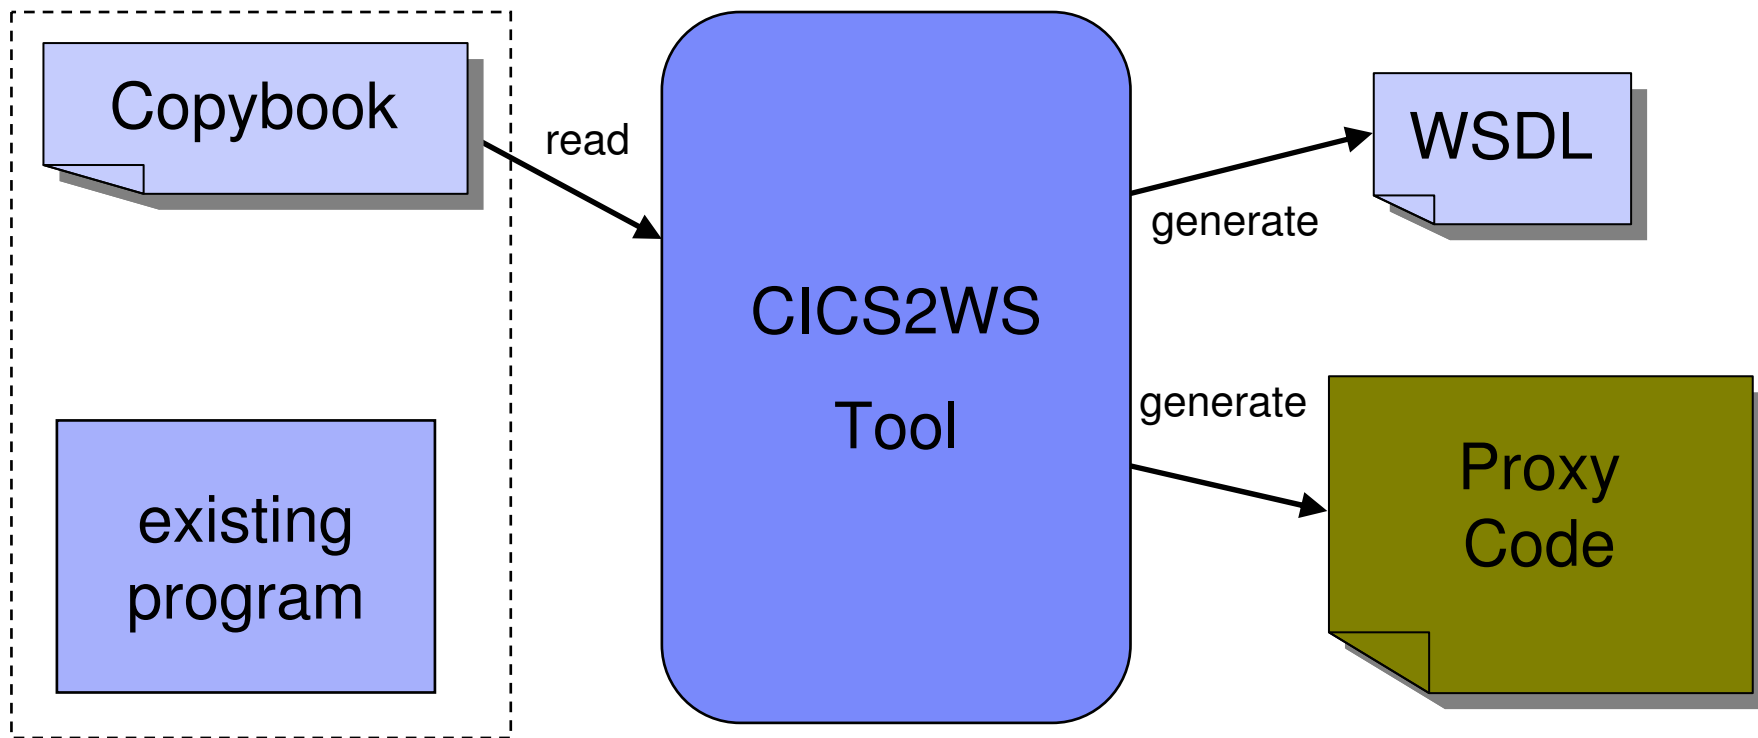 Copybook
read
existing
program
CICS2WS
Tool
generate
WSDL
generate
Proxy
Code